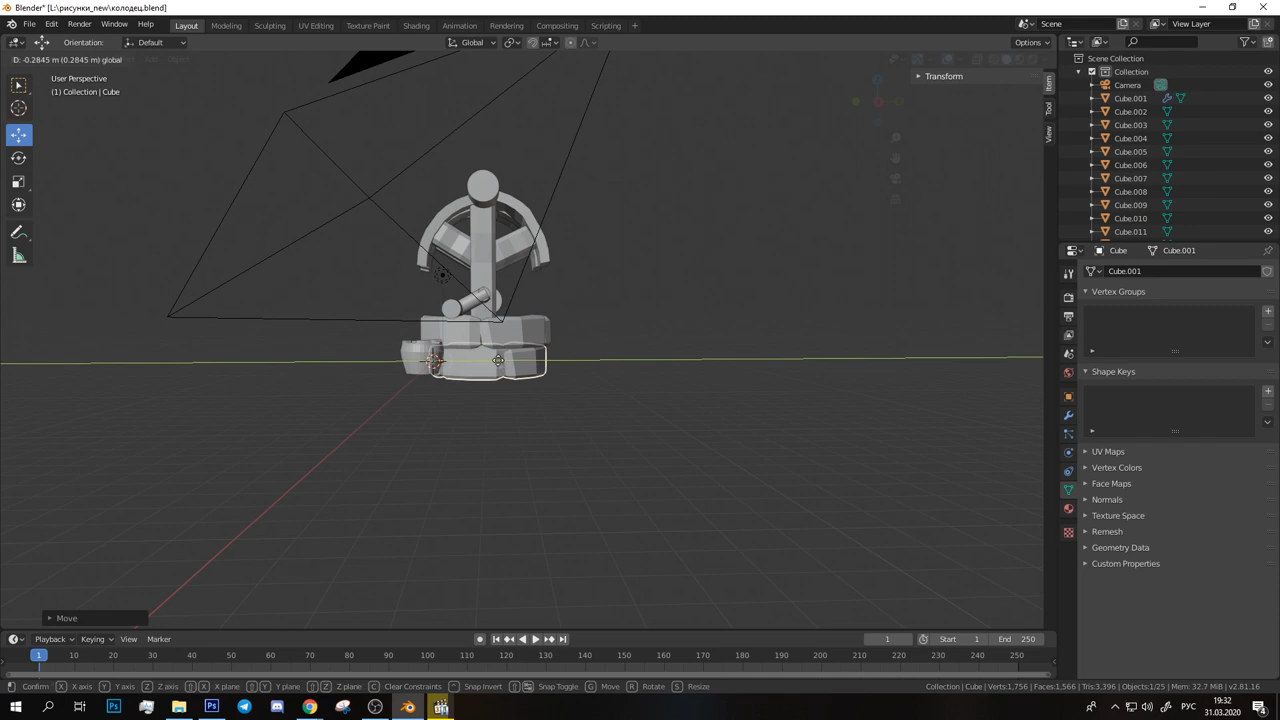 Blender* [L:\рисунки_new\колодец.blend]
File Edit Render Window Help Layout Modeling Sculpting UV Editing Texture Paint Shading Animation Rendering Compositing Scripting + Scene View Layer
Orientation: Default Global Options
D: -0.2845 m (0.2845 m) global
User Perspective
(1) Collection | Cube
Transform
Item
Tool
View
Scene Collection
Collection
Camera
Cube.001
Cube.002
Cube.003
Cube.004
Cube.005
Cube.006
Cube.007
Cube.008
Cube.009
Cube.010
Cube.011
Cube Cube.001
Cube.001
Vertex Groups
Shape Keys
UV Maps
Vertex Colors
Face Maps
Normals
Texture Space
Remesh
Geometry Data
Custom Properties
Move
Playback Keying View Marker 1 Start 1 End 250
1 10 20 30 40 50 60 70 80 90 100 110 120 130 140 150 160 170 180 190 200 210 220 230 240 250
Confirm X X axis Y Y axis Z Z axis X X plane Y Y plane Z Z plane C Clear Constraints Snap Invert Snap Toggle G Move R Rotate S Resize Collection | Cube | Verts:1,756 | Faces:1,566 | Tris:3,396 | Objects:1/25 | Mem: 32.7 MiB | v2.81.16
РУС 19:32
31.03.2020